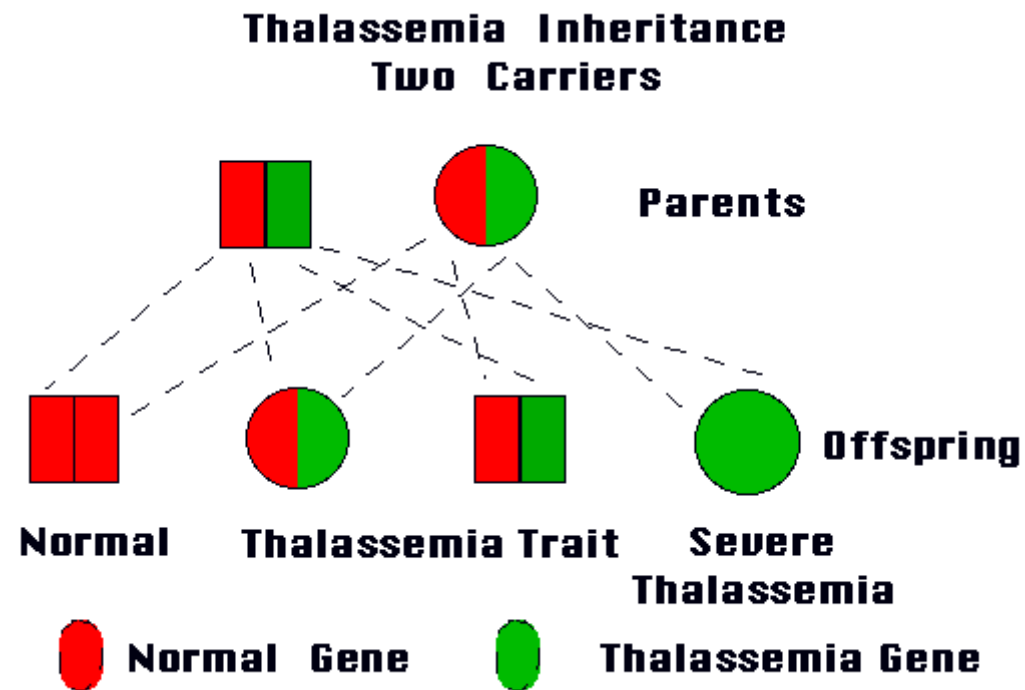 Thalassemia Inheritance
Two Carriers
Parents
Offspring
Normal
Thalassemia Trait
Severe
Thalassemia
Normal Gene
Thalassemia Gene